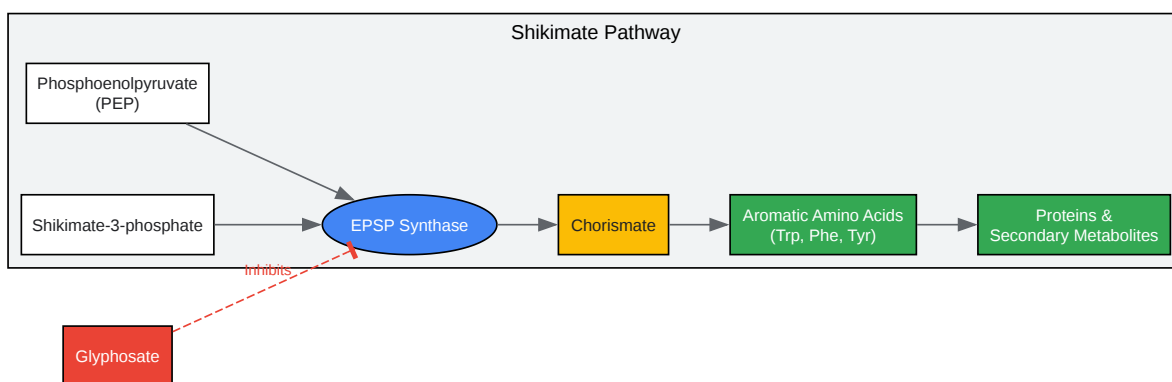 Shikimate Pathway
Phosphoenolpyruvate
(PEP)
Shikimate-3-phosphate
EPSP Synthase
Chorismate
Aromatic Amino Acids
(Trp, Phe, Tyr)
Proteins &
Secondary Metabolites
Inhibits
Glyphosate